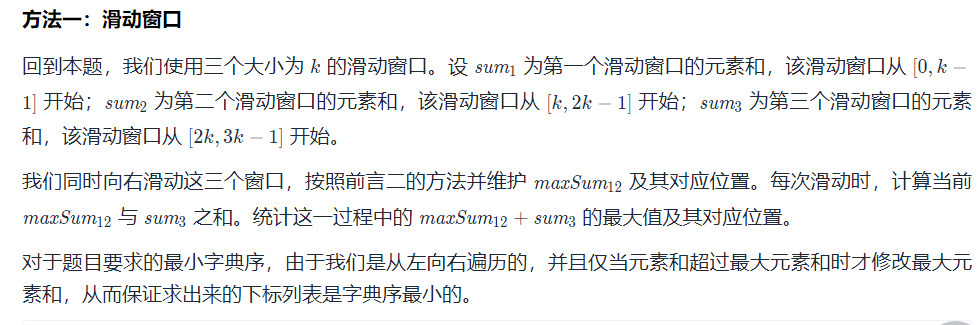 方法一：滑动窗口
回到本题，我们使用三个大小为 k 的滑动窗口。设 sum₁ 为第一个滑动窗口的元素和，该滑动窗口从 [0, k −
1] 开始；sum₂ 为第二个滑动窗口的元素和，该滑动窗口从 [k, 2k − 1] 开始；sum₃ 为第三个滑动窗口的元素
和，该滑动窗口从 [2k, 3k − 1] 开始。
我们同时向右滑动这三个窗口，按照前言二的方法并维护 maxSum₁₂ 及其对应位置。每次滑动时，计算当前
maxSum₁₂ 与 sum₃ 之和。统计这一过程中的 maxSum₁₂ + sum₃ 的最大值及其对应位置。
对于题目要求的最小字典序，由于我们是从左向右遍历的，并且仅当元素和超过最大元素和时才修改最大元
素和，从而保证求出来的下标列表是字典序最小的。